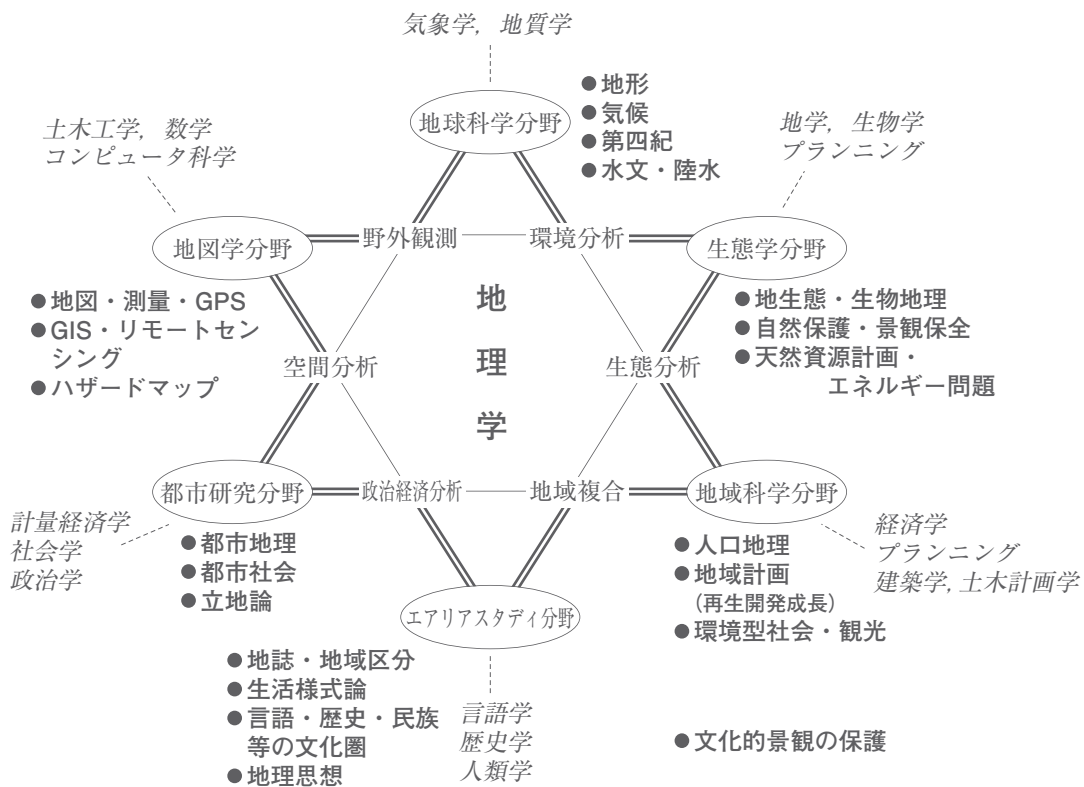 気象学，地質学
地球科学分野
●地形
●気候
●第四紀
●水文・陸水
土木工学，数学
コンピュータ科学
地図学分野
●地図・測量・GPS
●GIS・リモートセン
シング
●ハザードマップ
地学，生物学
プランニング
生態学分野
●地生態・生物地理
●自然保護・景観保全
●天然資源計画・
エネルギー問題
野外観測
環境分析
空間分析
地理学
生態分析
政治経済分析
地域複合
都市研究分野
計量経済学
社会学
政治学
●都市地理
●都市社会
●立地論
地域科学分野
経済学
プランニング
建築学，土木計画学
●人口地理
●地域計画
（再生開発成長）
●環境型社会・観光
エアリアスタディ分野
●地誌・地域区分
●生活様式論
●言語・歴史・民族
等の文化圏
●地理思想
言語学
歴史学
人類学
●文化的景観の保護